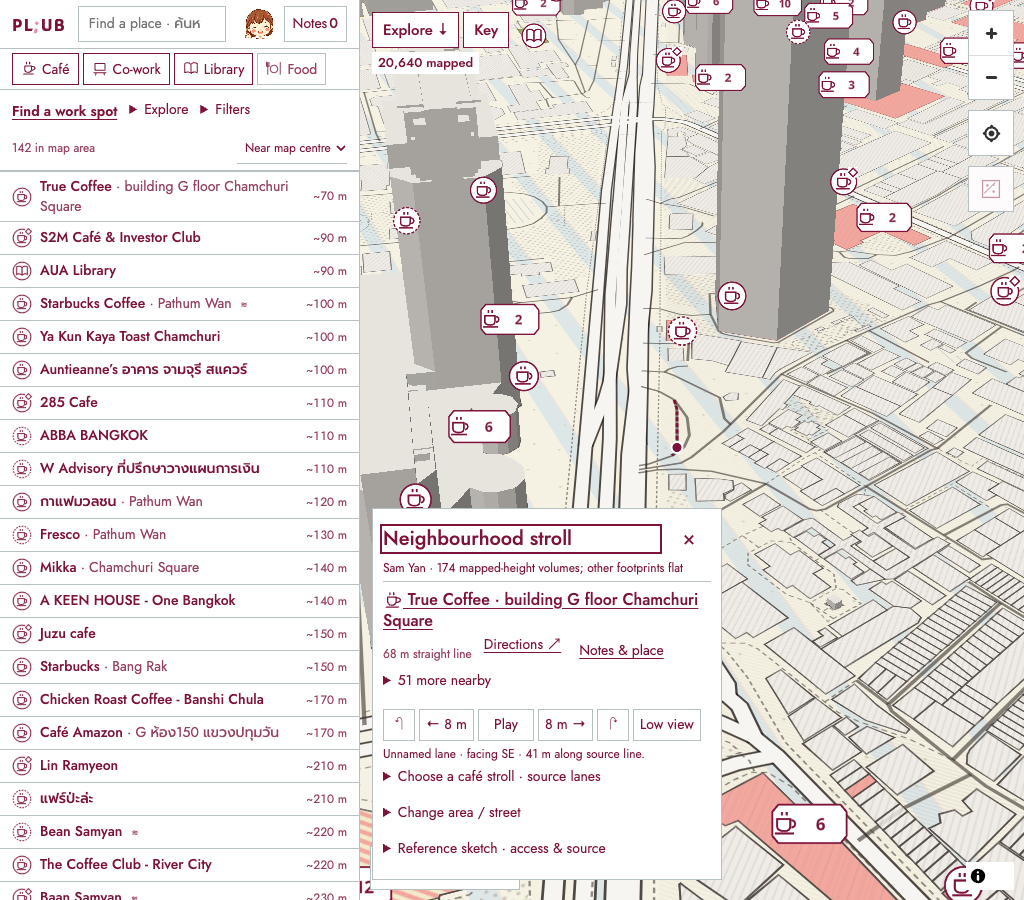 PL;UB
Find a place · ค้นห
Notes 0
Café
Co-work
Library
Food
Find a work spot
Explore
Filters
142 in map area
Near map centre
True Coffee · building G floor Chamchuri Square
~70 m
S2M Café & Investor Club
~90 m
AUA Library
~90 m
Starbucks Coffee · Pathum Wan ≈
~100 m
Ya Kun Kaya Toast Chamchuri
~100 m
Auntieanne's อาคาร จามจุรี สแควร์
~100 m
285 Cafe
~110 m
ABBA BANGKOK
~110 m
W Advisory ที่ปรึกษาวางแผนการเงิน
~110 m
กาแฟมวลชน · Pathum Wan
~120 m
Fresco · Pathum Wan
~130 m
Mikka · Chamchuri Square
~140 m
A KEEN HOUSE - One Bangkok
~140 m
Juzu cafe
~150 m
Starbucks · Bang Rak
~150 m
Chicken Roast Coffee - Banshi Chula
~170 m
Café Amazon · G ห้อง150 แขวงปทุมวัน
~170 m
Lin Ramyeon
~210 m
แฟร์ป่ะล่ะ
~210 m
Bean Samyan ≈
~220 m
The Coffee Club - River City
~220 m
Baan Samyan ≈
~230 m
Explore ↓
Key
20,640 mapped
2
6
10
2
5
4
3
2
2
2
6
6
12
+
−
Neighbourhood stroll
×
Sam Yan · 174 mapped-height volumes; other footprints flat
True Coffee · building G floor Chamchuri
Square
68 m straight line
Directions ↗
Notes & place
51 more nearby
← 8 m
Play
8 m →
Low view
Unnamed lane · facing SE · 41 m along source line.
Choose a café stroll · source lanes
Change area / street
Reference sketch · access & source